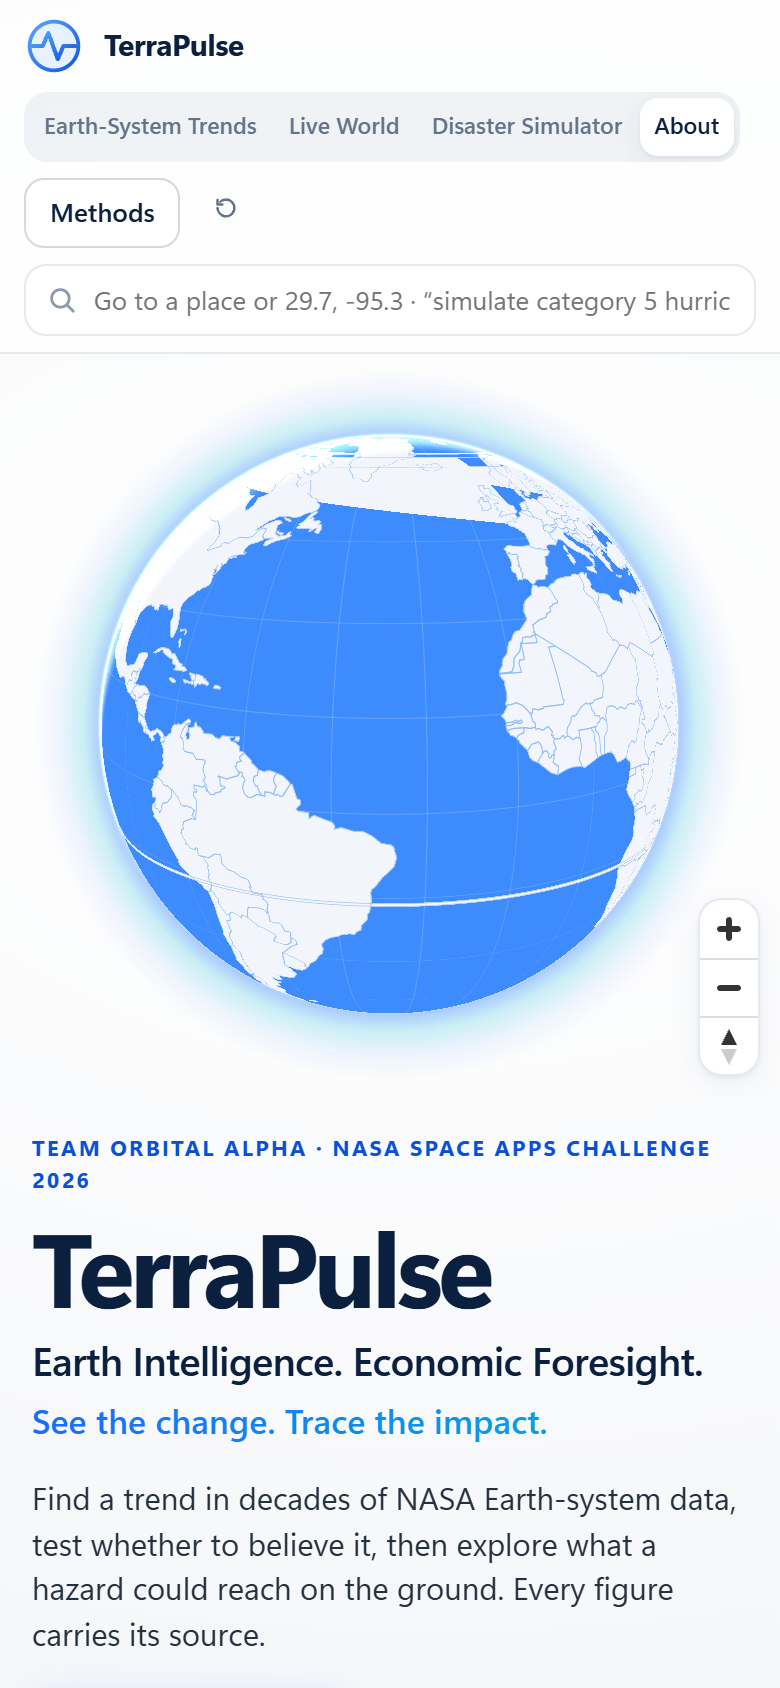 TerraPulse
Earth-System Trends Live World Disaster Simulator About
Methods
Go to a place or 29.7, -95.3 · “simulate category 5 hurric
TEAM ORBITAL ALPHA · NASA SPACE APPS CHALLENGE
2026
TerraPulse
Earth Intelligence. Economic Foresight.
See the change. Trace the impact.
Find a trend in decades of NASA Earth-system data,
test whether to believe it, then explore what a
hazard could reach on the ground. Every figure
carries its source.